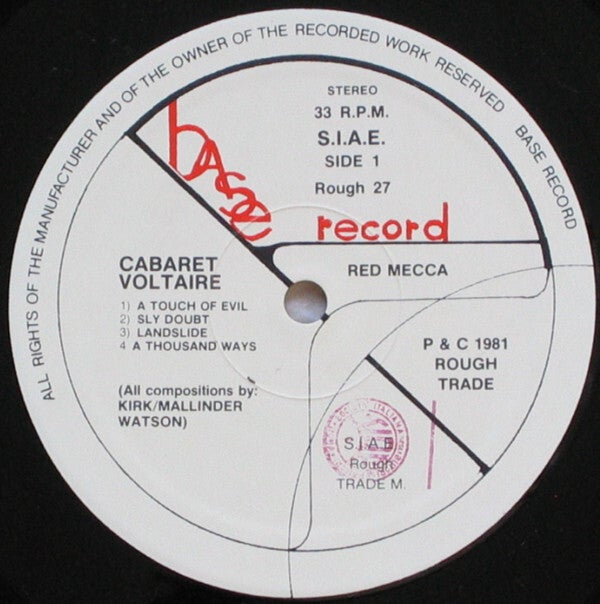 ALL RIGHTS OF THE MANUFACTURER AND OF THE OWNER OF THE RECORDED WORK RESERVED BASE RECORD
STEREO
33 R.P.M.
S.I.A.E.
SIDE 1
Rough 27
base
record
RED MECCA
CABARET
VOLTAIRE
1) A TOUCH OF EVIL
2) SLY DOUBT
3) LANDSLIDE
4 A THOUSAND WAYS
(All compositions by:
KIRK/MALLINDER
WATSON)
P & C 1981
ROUGH
TRADE
S.I.A.E
Rough
TRADE M.